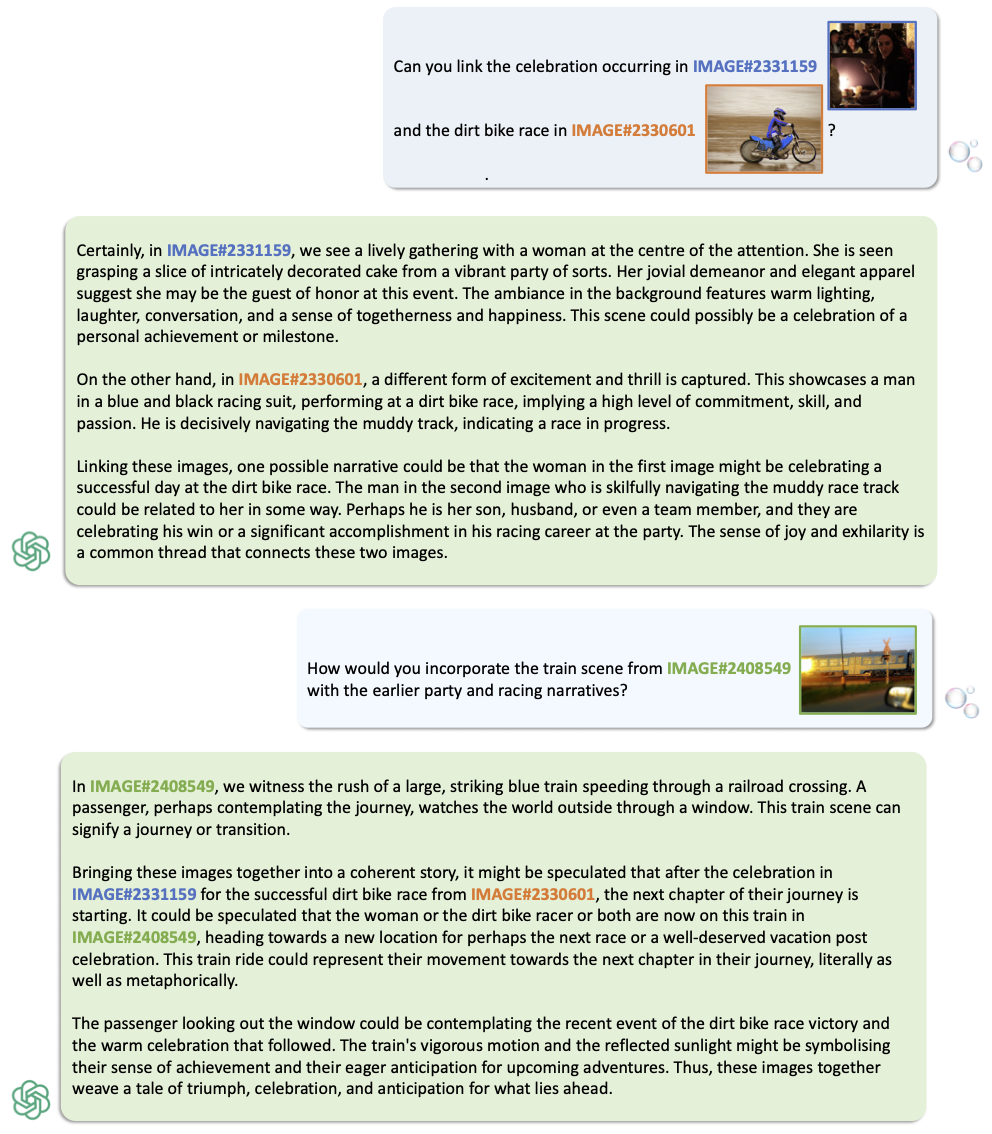 Can you link the celebration occurring in IMAGE#2331159
and the dirt bike race in IMAGE#2330601 ?
.
Certainly, in IMAGE#2331159, we see a lively gathering with a woman at the centre of the attention. She is seen
grasping a slice of intricately decorated cake from a vibrant party of sorts. Her jovial demeanor and elegant apparel
suggest she may be the guest of honor at this event. The ambiance in the background features warm lighting,
laughter, conversation, and a sense of togetherness and happiness. This scene could possibly be a celebration of a
personal achievement or milestone.
On the other hand, in IMAGE#2330601, a different form of excitement and thrill is captured. This showcases a man
in a blue and black racing suit, performing at a dirt bike race, implying a high level of commitment, skill, and
passion. He is decisively navigating the muddy track, indicating a race in progress.
Linking these images, one possible narrative could be that the woman in the first image might be celebrating a
successful day at the dirt bike race. The man in the second image who is skilfully navigating the muddy race track
could be related to her in some way. Perhaps he is her son, husband, or even a team member, and they are
celebrating his win or a significant accomplishment in his racing career at the party. The sense of joy and exhilarity is
a common thread that connects these two images.
How would you incorporate the train scene from IMAGE#2408549
with the earlier party and racing narratives?
In IMAGE#2408549, we witness the rush of a large, striking blue train speeding through a railroad crossing. A
passenger, perhaps contemplating the journey, watches the world outside through a window. This train scene can
signify a journey or transition.
Bringing these images together into a coherent story, it might be speculated that after the celebration in
IMAGE#2331159 for the successful dirt bike race from IMAGE#2330601, the next chapter of their journey is
starting. It could be speculated that the woman or the dirt bike racer or both are now on this train in
IMAGE#2408549, heading towards a new location for perhaps the next race or a well-deserved vacation post
celebration. This train ride could represent their movement towards the next chapter in their journey, literally as
well as metaphorically.
The passenger looking out the window could be contemplating the recent event of the dirt bike race victory and
the warm celebration that followed. The train's vigorous motion and the reflected sunlight might be symbolising
their sense of achievement and their eager anticipation for upcoming adventures. Thus, these images together
weave a tale of triumph, celebration, and anticipation for what lies ahead.